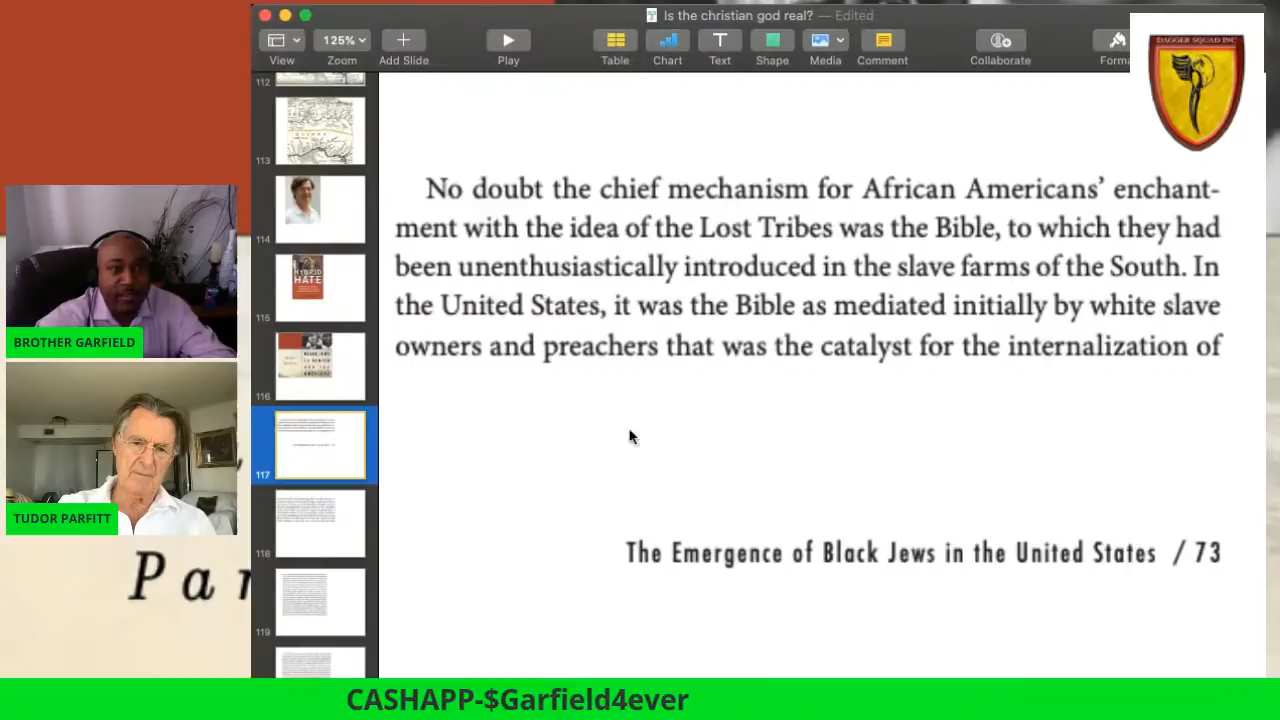 Is the christian god real? — Edited
125%
View
Zoom
Add Slide
Play
Table
Chart
Text
Shape
Media
Comment
Collaborate
Forma
DAGGER SQUAD INC
112
113
114
115
HYBRID
HATE
116
117
118
119
No doubt the chief mechanism for African Americans’ enchant-
ment with the idea of the Lost Tribes was the Bible, to which they had
been unenthusiastically introduced in the slave farms of the South. In
the United States, it was the Bible as mediated initially by white slave
owners and preachers that was the catalyst for the internalization of
The Emergence of Black Jews in the United States / 73
BROTHER GARFIELD
TUDOR PARFITT
Par
CASHAPP-$Garfield4ever